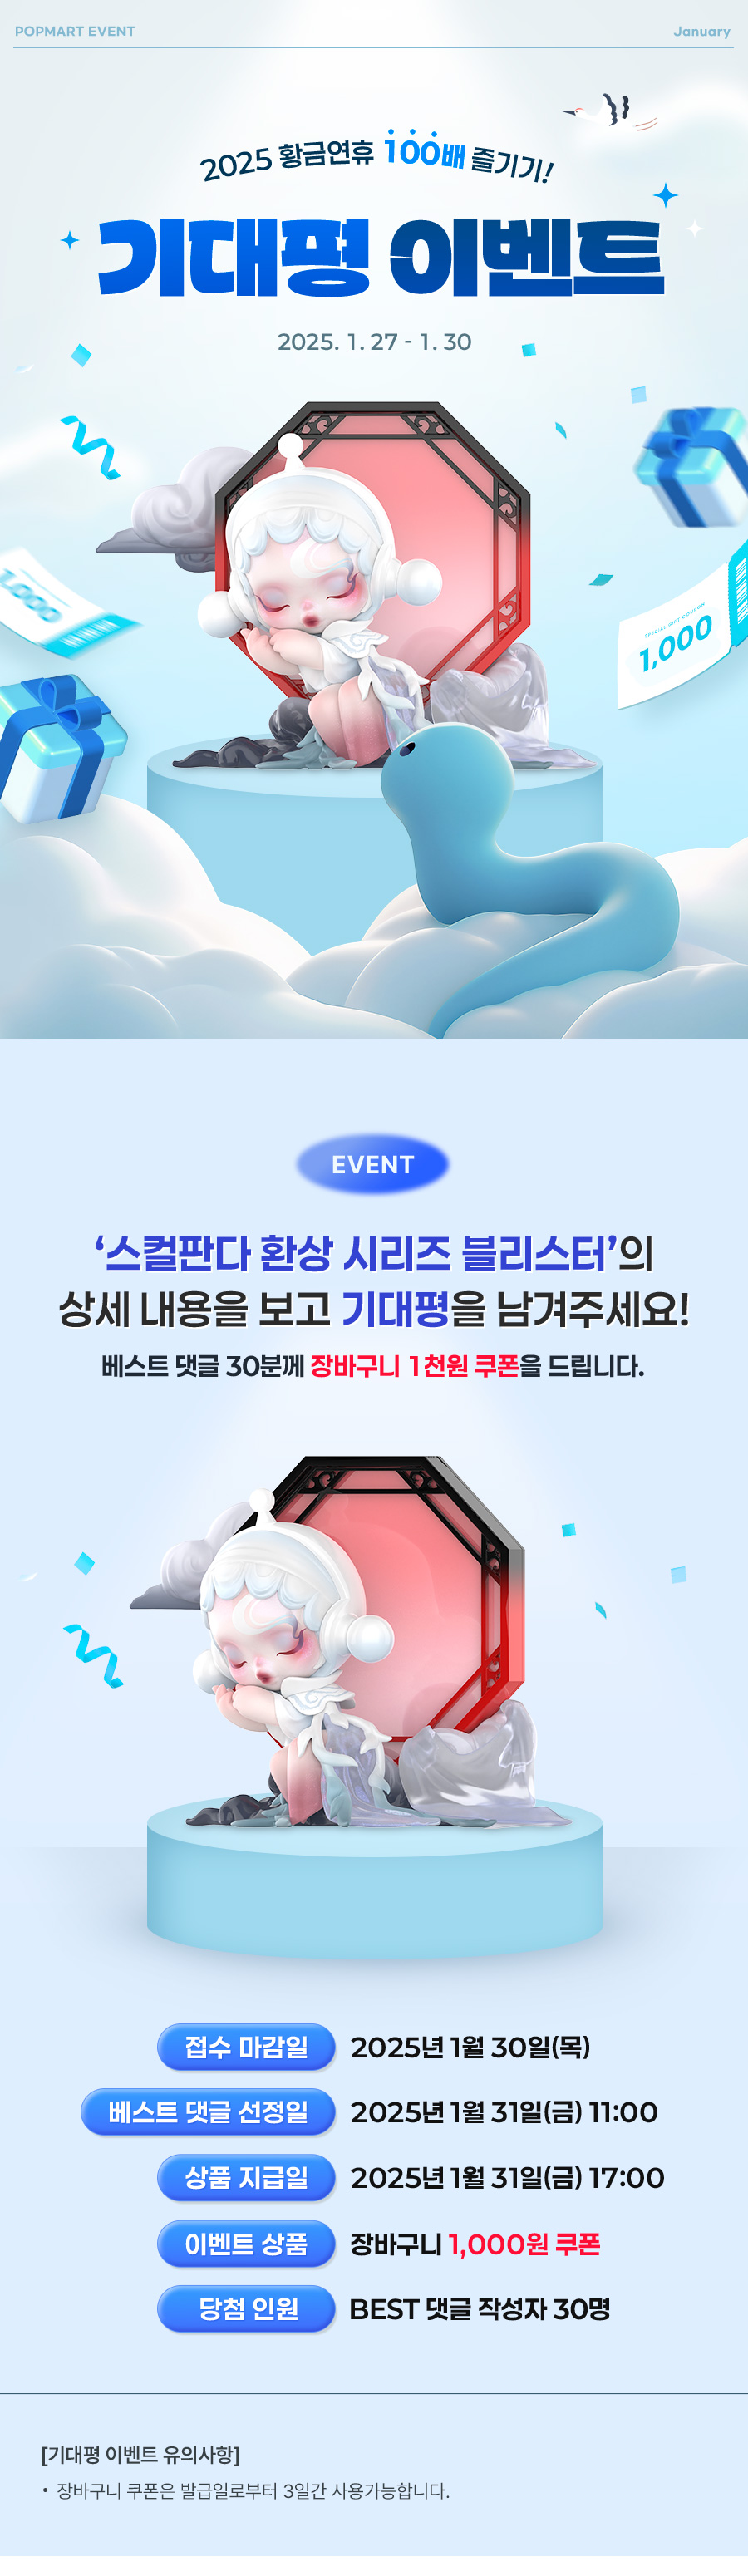 POPMART EVENT
January
2025 황금연휴 100배 즐기기!
기대평 이벤트
2025. 1. 27 - 1. 30
1,000
SPECIAL GIFT COUPON
1,000
EVENT
‘스컬판다 환상 시리즈 블리스터’의
상세 내용을 보고 기대평을 남겨주세요!
베스트 댓글 30분께 장바구니 1천원 쿠폰을 드립니다.
접수 마감일 2025년 1월 30일(목)
베스트 댓글 선정일 2025년 1월 31일(금) 11:00
상품 지급일 2025년 1월 31일(금) 17:00
이벤트 상품 장바구니 1,000원 쿠폰
당첨 인원 BEST 댓글 작성자 30명
[기대평 이벤트 유의사항]
• 장바구니 쿠폰은 발급일로부터 3일간 사용가능합니다.